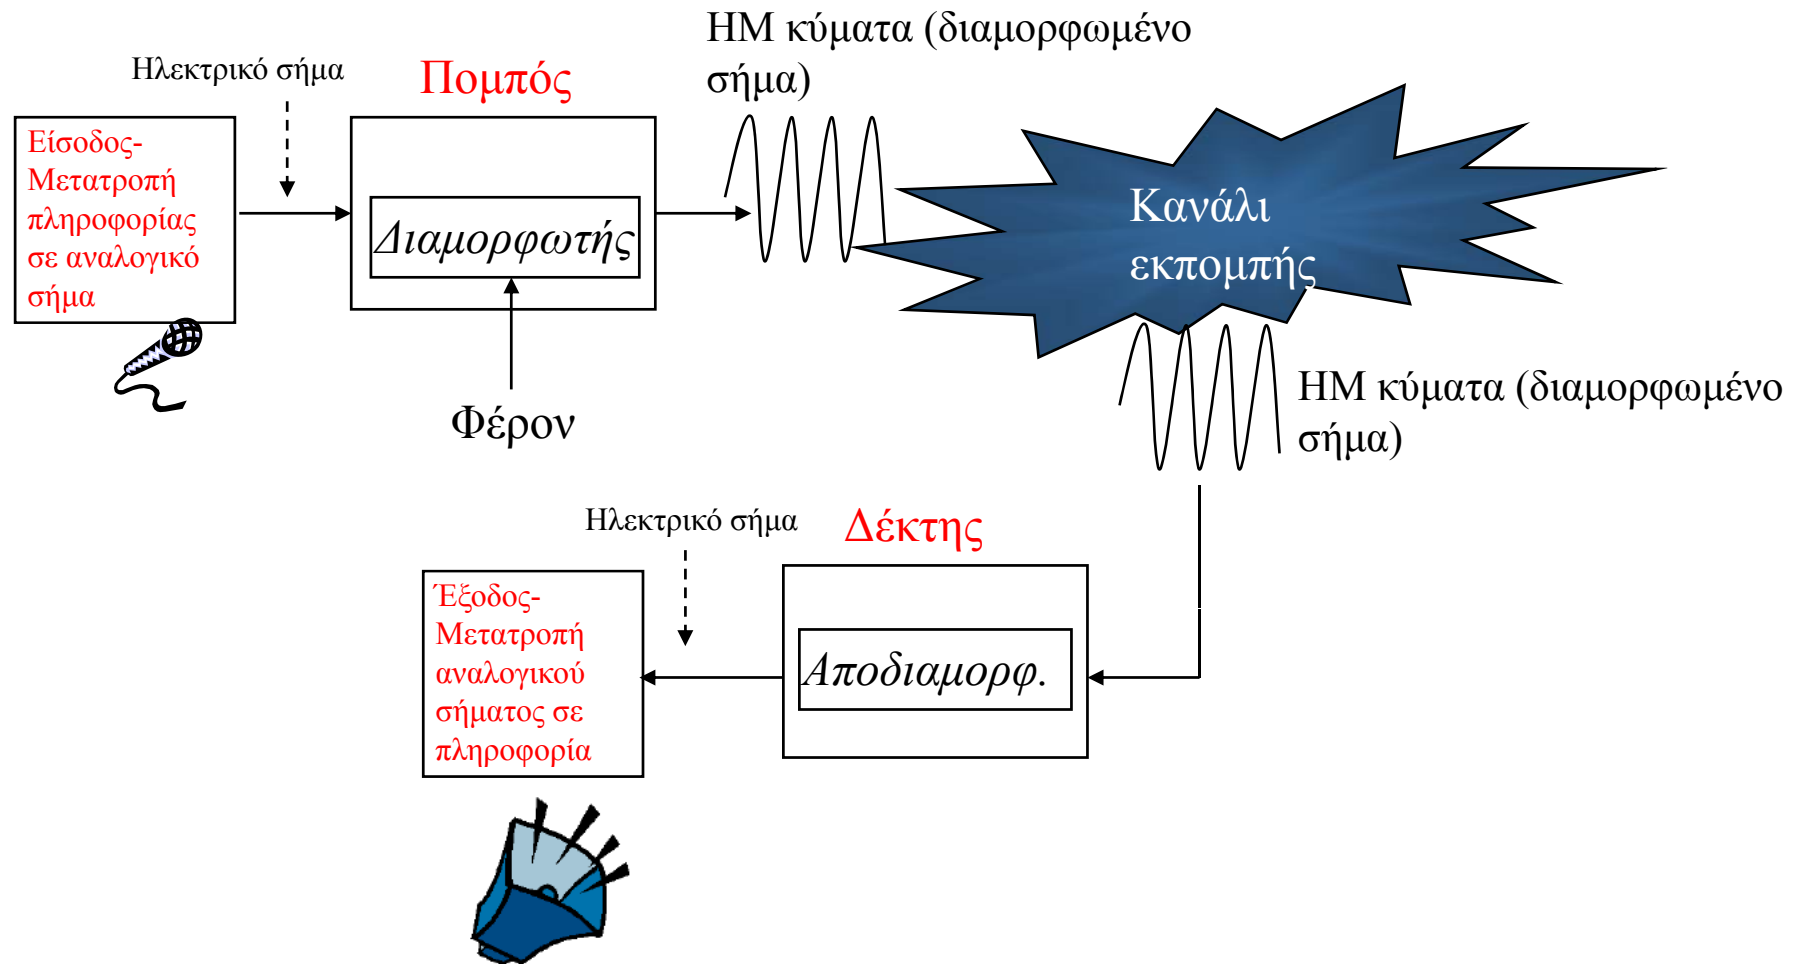 ΗΜ κύματα (διαμορφωμένο
σήμα)
Ηλεκτρικό σήμα
Πομπός
Είσοδος-
Μετατροπή
πληροφορίας
σε αναλογικό
σήμα
Διαμορφωτής
Φέρον
Κανάλι
εκπομπής
ΗΜ κύματα (διαμορφωμένο
σήμα)
Ηλεκτρικό σήμα
Δέκτης
Έξοδος-
Μετατροπή
αναλογικού
σήματος σε
πληροφορία
Αποδιαμορφ.